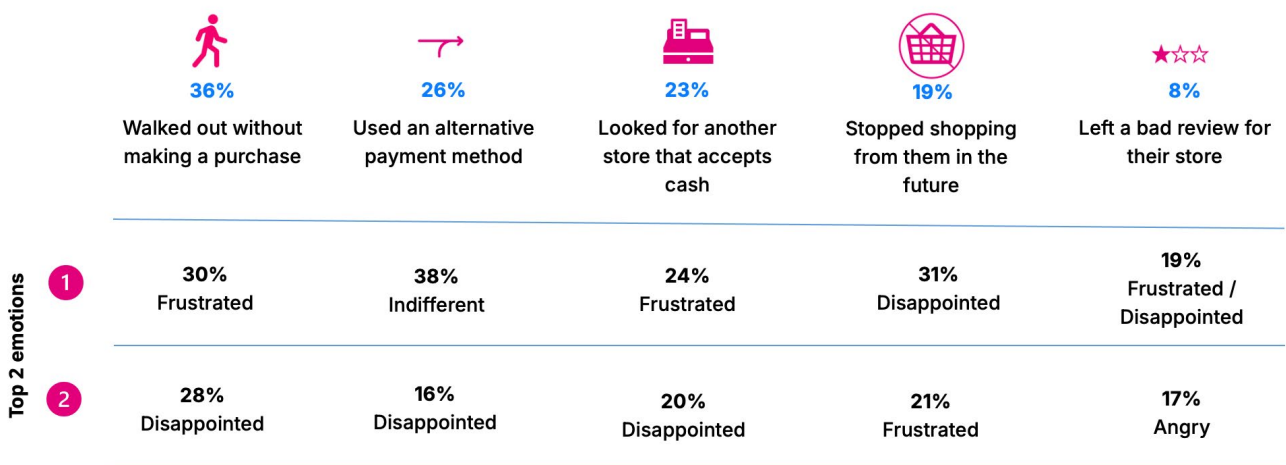 36%
Walked out without
making a purchase
26%
Used an alternative
payment method
23%
Looked for another
store that accepts
cash
19%
Stopped shopping
from them in the
future
8%
Left a bad review for
their store
Top 2 emotions
1
30%
Frustrated
38%
Indifferent
24%
Frustrated
31%
Disappointed
19%
Frustrated /
Disappointed
2
28%
Disappointed
16%
Disappointed
20%
Disappointed
21%
Frustrated
17%
Angry